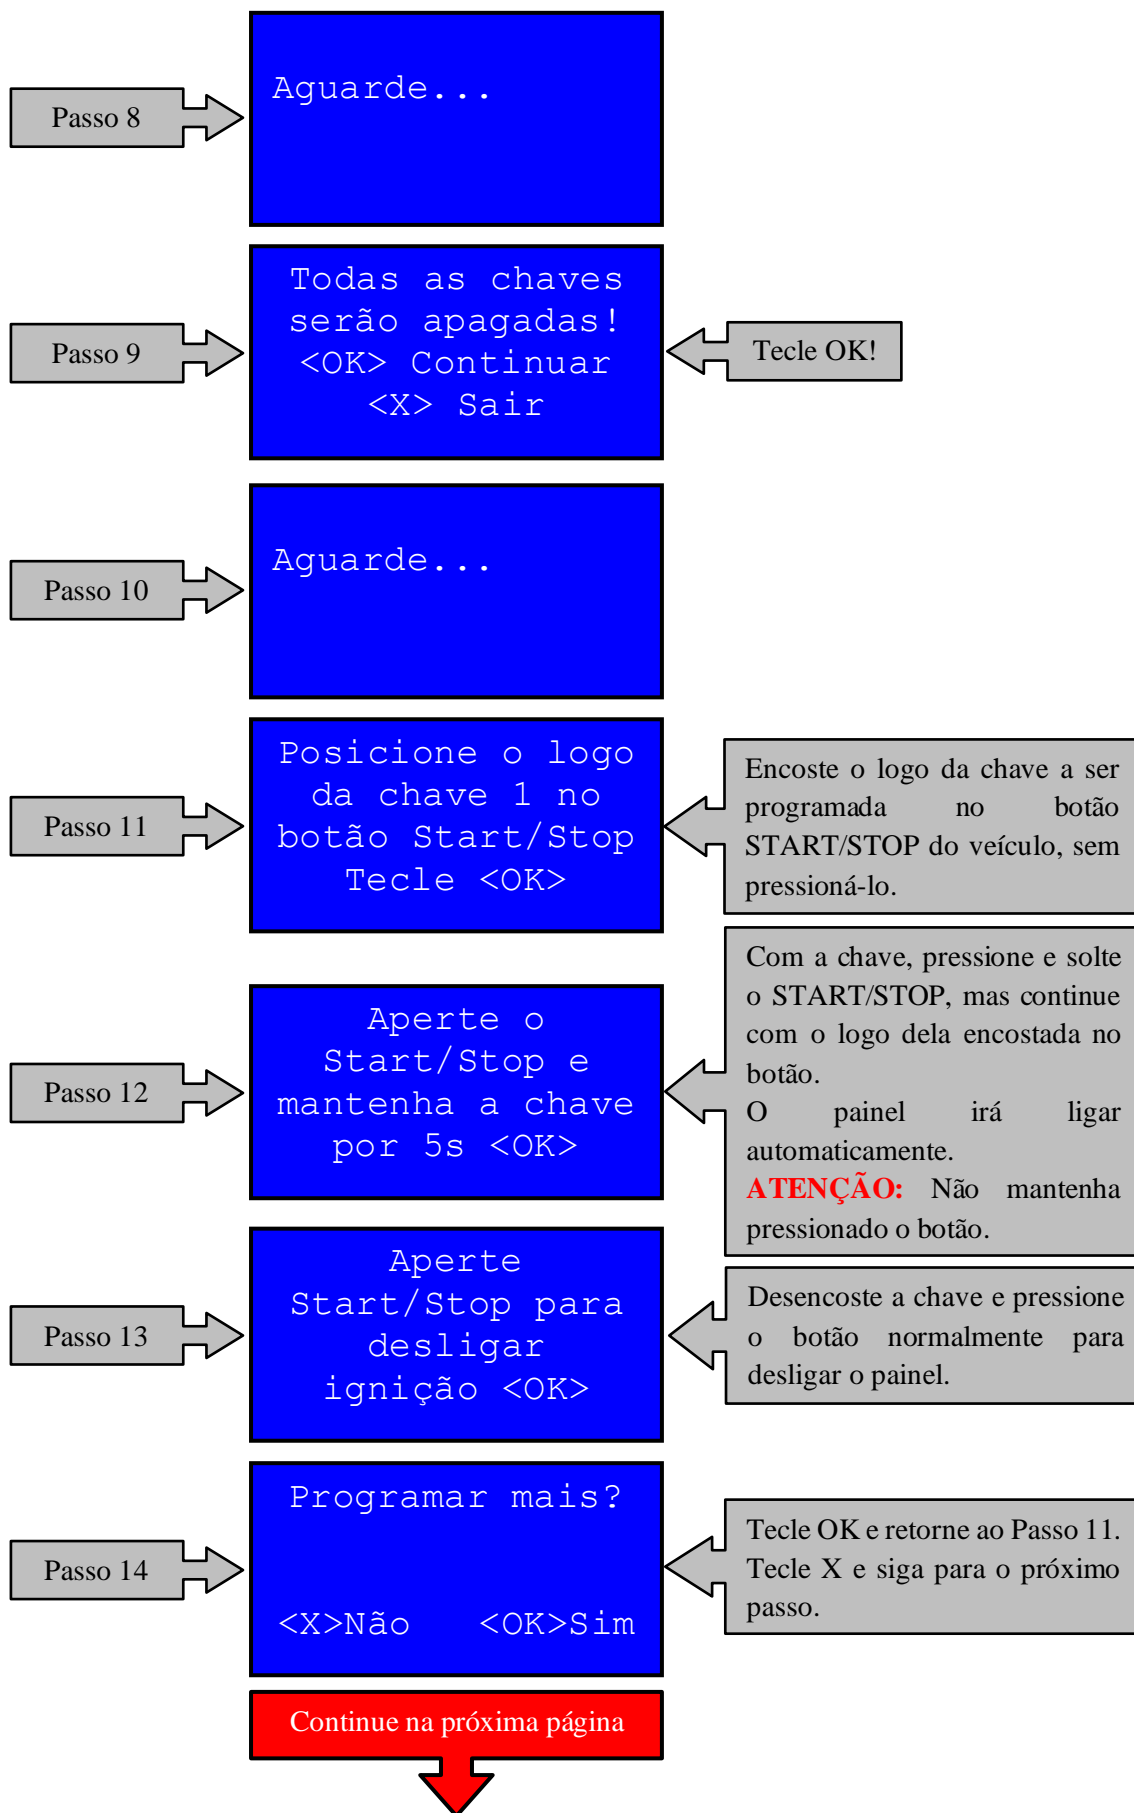 Passo 8
Aguarde...
Passo 9
Todas as chaves
serão apagadas!
<OK> Continuar
<X> Sair
Tecle OK!
Passo 10
Aguarde...
Passo 11
Posicione o logo
da chave 1 no
botão Start/Stop
Tecle <OK>
Encoste o logo da chave a ser
programada no botão
START/STOP do veículo, sem
pressioná-lo.
Passo 12
Aperte o
Start/Stop e
mantenha a chave
por 5s <OK>
Com a chave, pressione e solte
o START/STOP, mas continue
com o logo dela encostada no
botão.
O painel irá ligar
automaticamente.
ATENÇÃO: Não mantenha
pressionado o botão.
Passo 13
Aperte
Start/Stop para
desligar
ignição <OK>
Desencoste a chave e pressione
o botão normalmente para
desligar o painel.
Passo 14
Programar mais?
<X>Não <OK>Sim
Tecle OK e retorne ao Passo 11.
Tecle X e siga para o próximo
passo.
Continue na próxima página